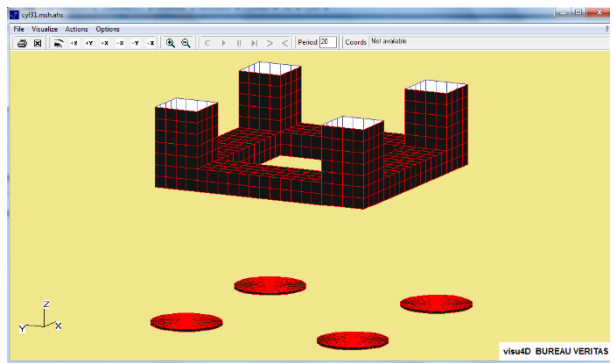 cyl31.msh.ahs
File Visualize Actions Options ?
+X +Y +Z -X -Y -Z C Period 20 Coords Not available
Z
Y X
visu4D BUREAU VERITAS